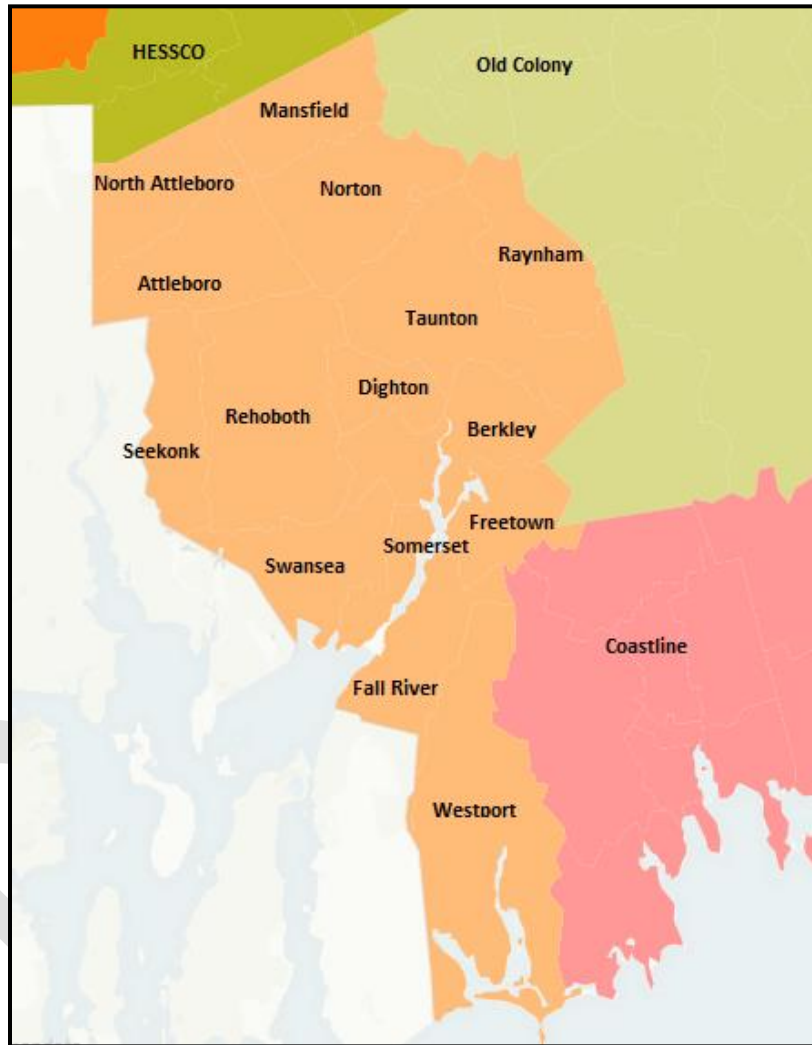 HESSCO
Old Colony
Mansfield
North Attleboro
Norton
Raynham
Attleboro
Taunton
Dighton
Rehoboth
Berkley
Seekonk
Freetown
Somerset
Swansea
Coastline
Fall River
Westport